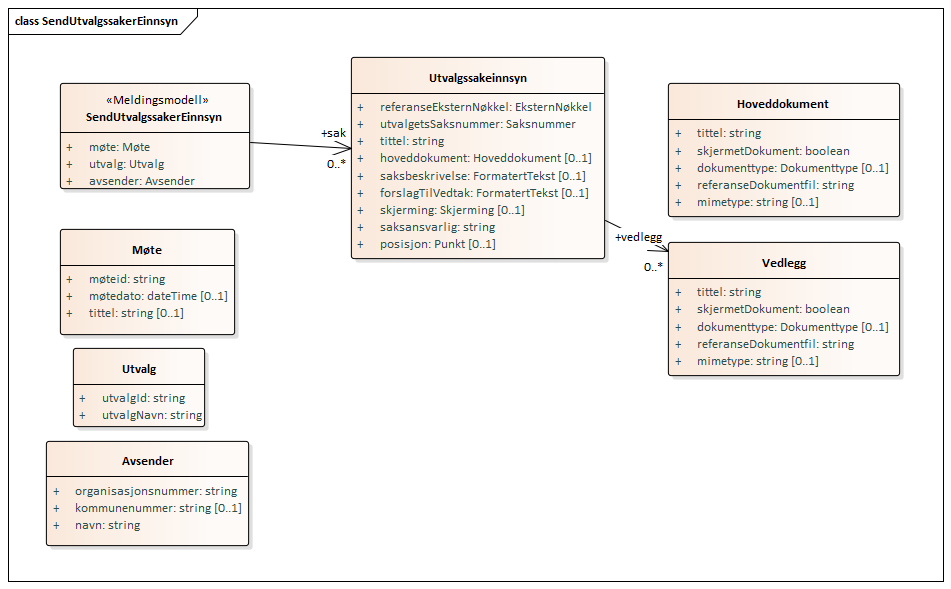 class SendUtvalgssakerEinnsyn
«Meldingsmodell»
SendUtvalgssakerEinnsyn
+ møte: Møte
+ utvalg: Utvalg
+ avsender: Avsender
+sak
0..*
Utvalgssakeinnsyn
+ referanseEksternNøkkel: EksternNøkkel
+ utvalgetsSaksnummer: Saksnummer
+ tittel: string
+ hoveddokument: Hoveddokument [0..1]
+ saksbeskrivelse: FormatertTekst [0..1]
+ forslagTilVedtak: FormatertTekst [0..1]
+ skjerming: Skjerming [0..1]
+ saksansvarlig: string
+ posisjon: Punkt [0..1]
+vedlegg
0..*
Hoveddokument
+ tittel: string
+ skjermetDokument: boolean
+ dokumenttype: Dokumenttype [0..1]
+ referanseDokumentfil: string
+ mimetype: string [0..1]
Vedlegg
+ tittel: string
+ skjermetDokument: boolean
+ dokumenttype: Dokumenttype [0..1]
+ referanseDokumentfil: string
+ mimetype: string [0..1]
Møte
+ møteid: string
+ møtedato: dateTime [0..1]
+ tittel: string [0..1]
Utvalg
+ utvalgId: string
+ utvalgNavn: string
Avsender
+ organisasjonsnummer: string
+ kommunenummer: string [0..1]
+ navn: string